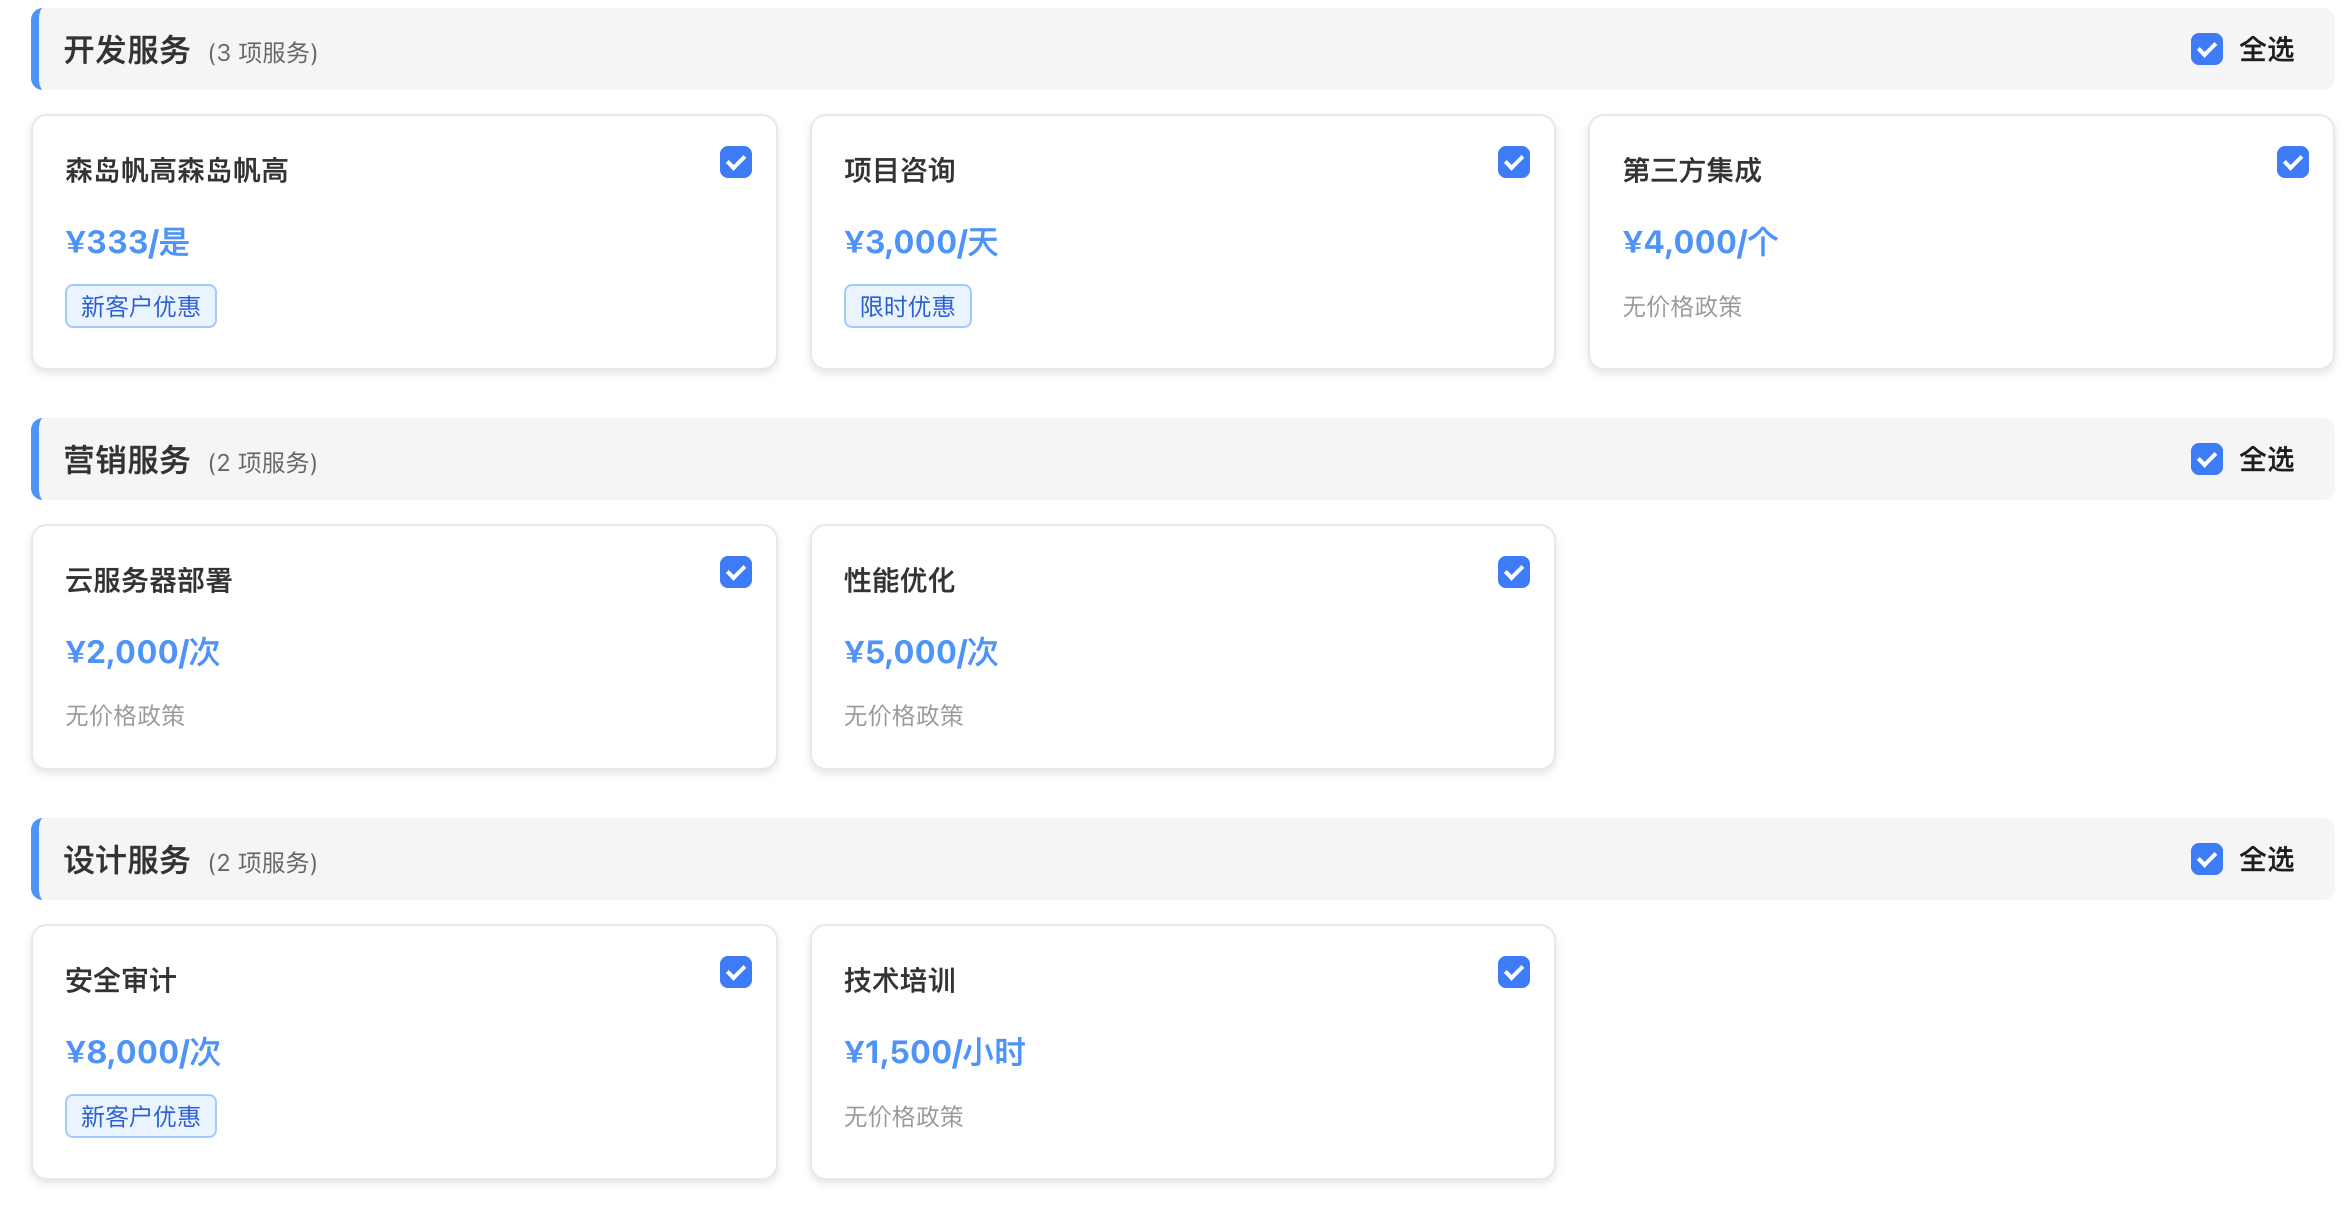 开发服务 (3 项服务) 全选
森岛帆高森岛帆高
¥333/是
新客户优惠
项目咨询
¥3,000/天
限时优惠
第三方集成
¥4,000/个
无价格政策
营销服务 (2 项服务) 全选
云服务器部署
¥2,000/次
无价格政策
性能优化
¥5,000/次
无价格政策
设计服务 (2 项服务) 全选
安全审计
¥8,000/次
新客户优惠
技术培训
¥1,500/小时
无价格政策